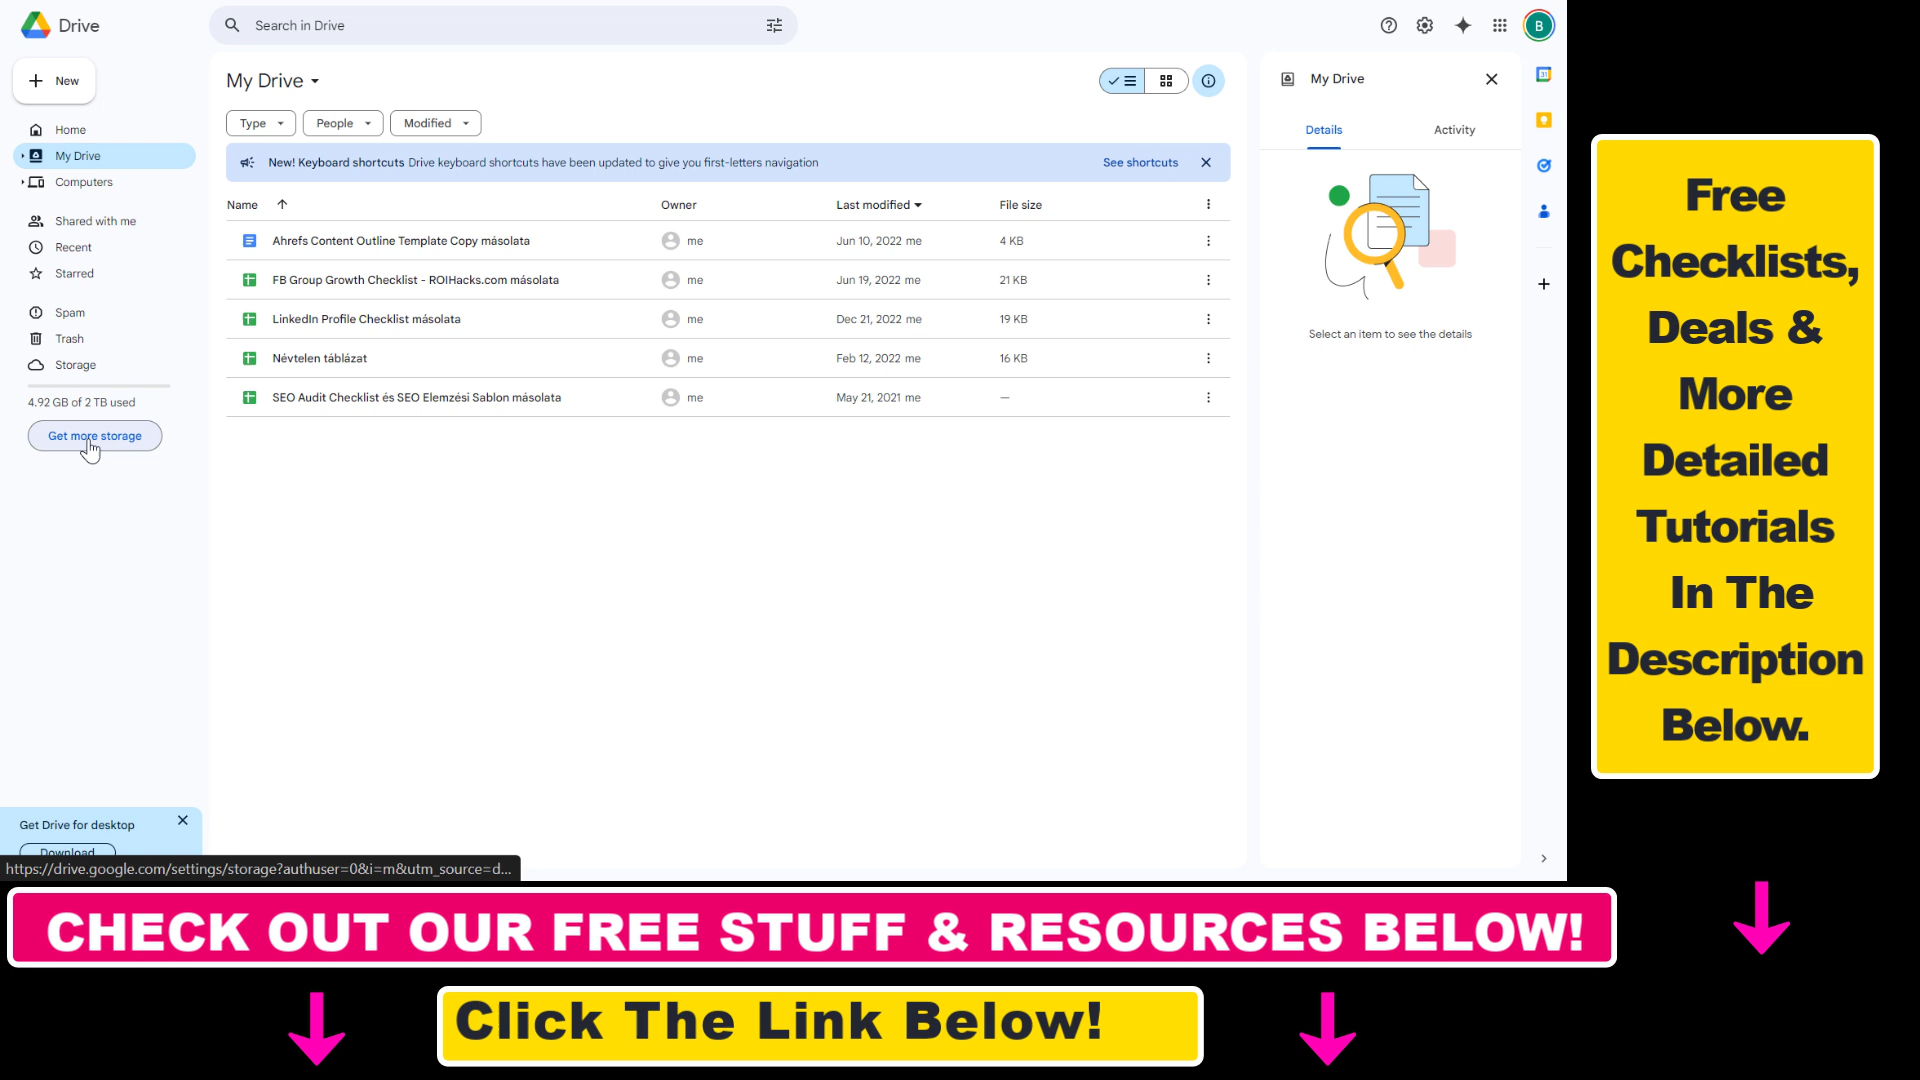 Drive
Search in Drive
B
New
Home
My Drive
Computers
Shared with me
Recent
Starred
Spam
Trash
Storage
4.92 GB of 2 TB used
Get more storage
Get Drive for desktop
Download
https://drive.google.com/settings/storage?authuser=0&i=m&utm_source=d...
My Drive
Type People Modified
New! Keyboard shortcuts Drive keyboard shortcuts have been updated to give you first-letters navigation See shortcuts
Name Owner Last modified File size
Ahrefs Content Outline Template Copy másolata me Jun 10, 2022 me 4 KB
FB Group Growth Checklist - ROIHacks.com másolata me Jun 19, 2022 me 21 KB
LinkedIn Profile Checklist másolata me Dec 21, 2022 me 19 KB
Névtelen táblázat me Feb 12, 2022 me 16 KB
SEO Audit Checklist és SEO Elemzési Sablon másolata me May 21, 2021 me —
My Drive
Details Activity
Select an item to see the details
31
Free
Checklists,
Deals &
More
Detailed
Tutorials
In The
Description
Below.
CHECK OUT OUR FREE STUFF & RESOURCES BELOW!
Click The Link Below!